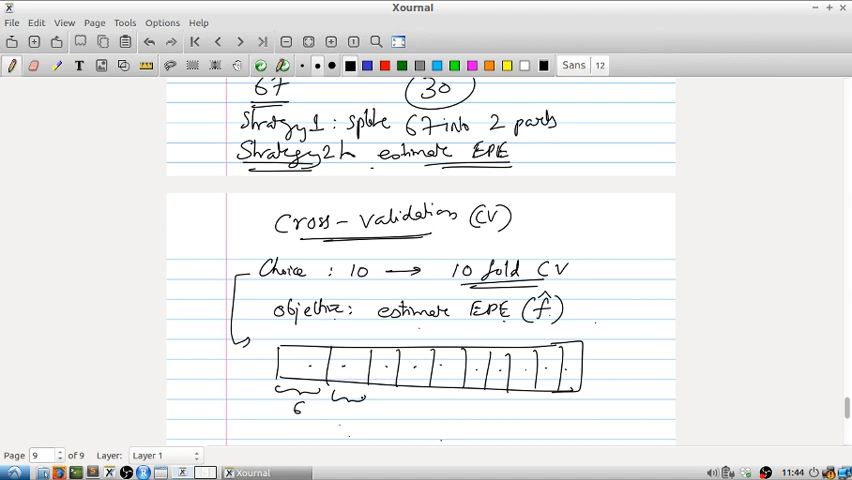 Xournal
File Edit View Page Tools Options Help
Sans 12
67 30
Strategy 1 : split 67 into 2 parts
Strategy 2 estimate EPE
Cross-Validation (CV)
Choice : 10 → 10 fold CV
objective: estimate EPE (f̂)
6
Page 9 of 9 Layer: Layer 1
Xournal 11:44